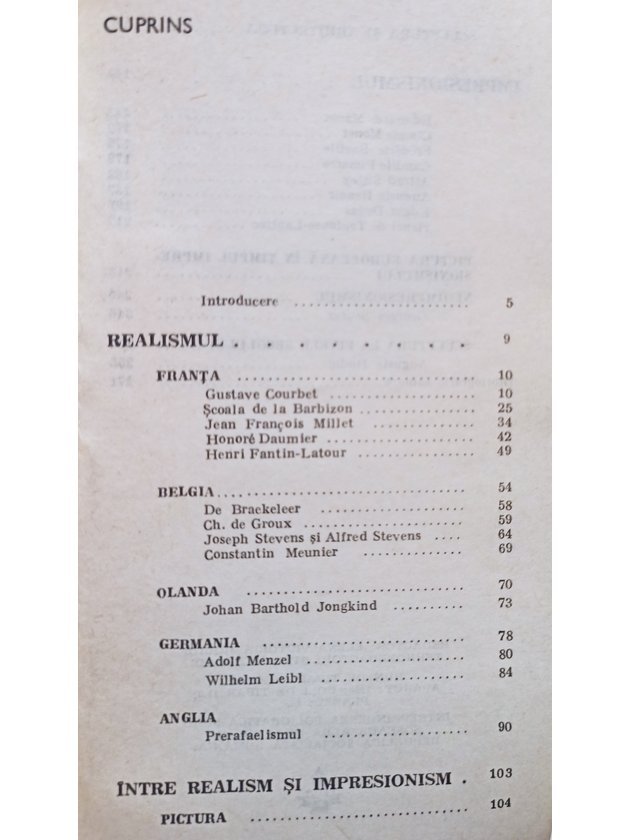 CUPRINS
Introducere .......................... 5
REALISMUL . . . . . . . . . . . 9
FRANȚA .............................. 10
Gustave Courbet .................. 10
Școala de la Barbizon ............... 25
Jean François Millet ............ 34
Honoré Daumier .................. 42
Henri Fantin-Latour ............... 49
BELGIA................................. 54
De Braekeleer .................. 58
Ch. de Groux .................... 59
Joseph Stevens și Alfred Stevens .... 64
Constantin Meunier ............ 69
OLANDA .......................... 70
Johan Barthold Jongkind .......... 73
GERMANIA ........................ 78
Adolf Menzel .................... 80
Wilhelm Leibl .................. 84
ANGLIA
Prerafaelismul .................. 90
ÎNTRE REALISM ȘI IMPRESIONISM . 103
PICTURA ............................ 104